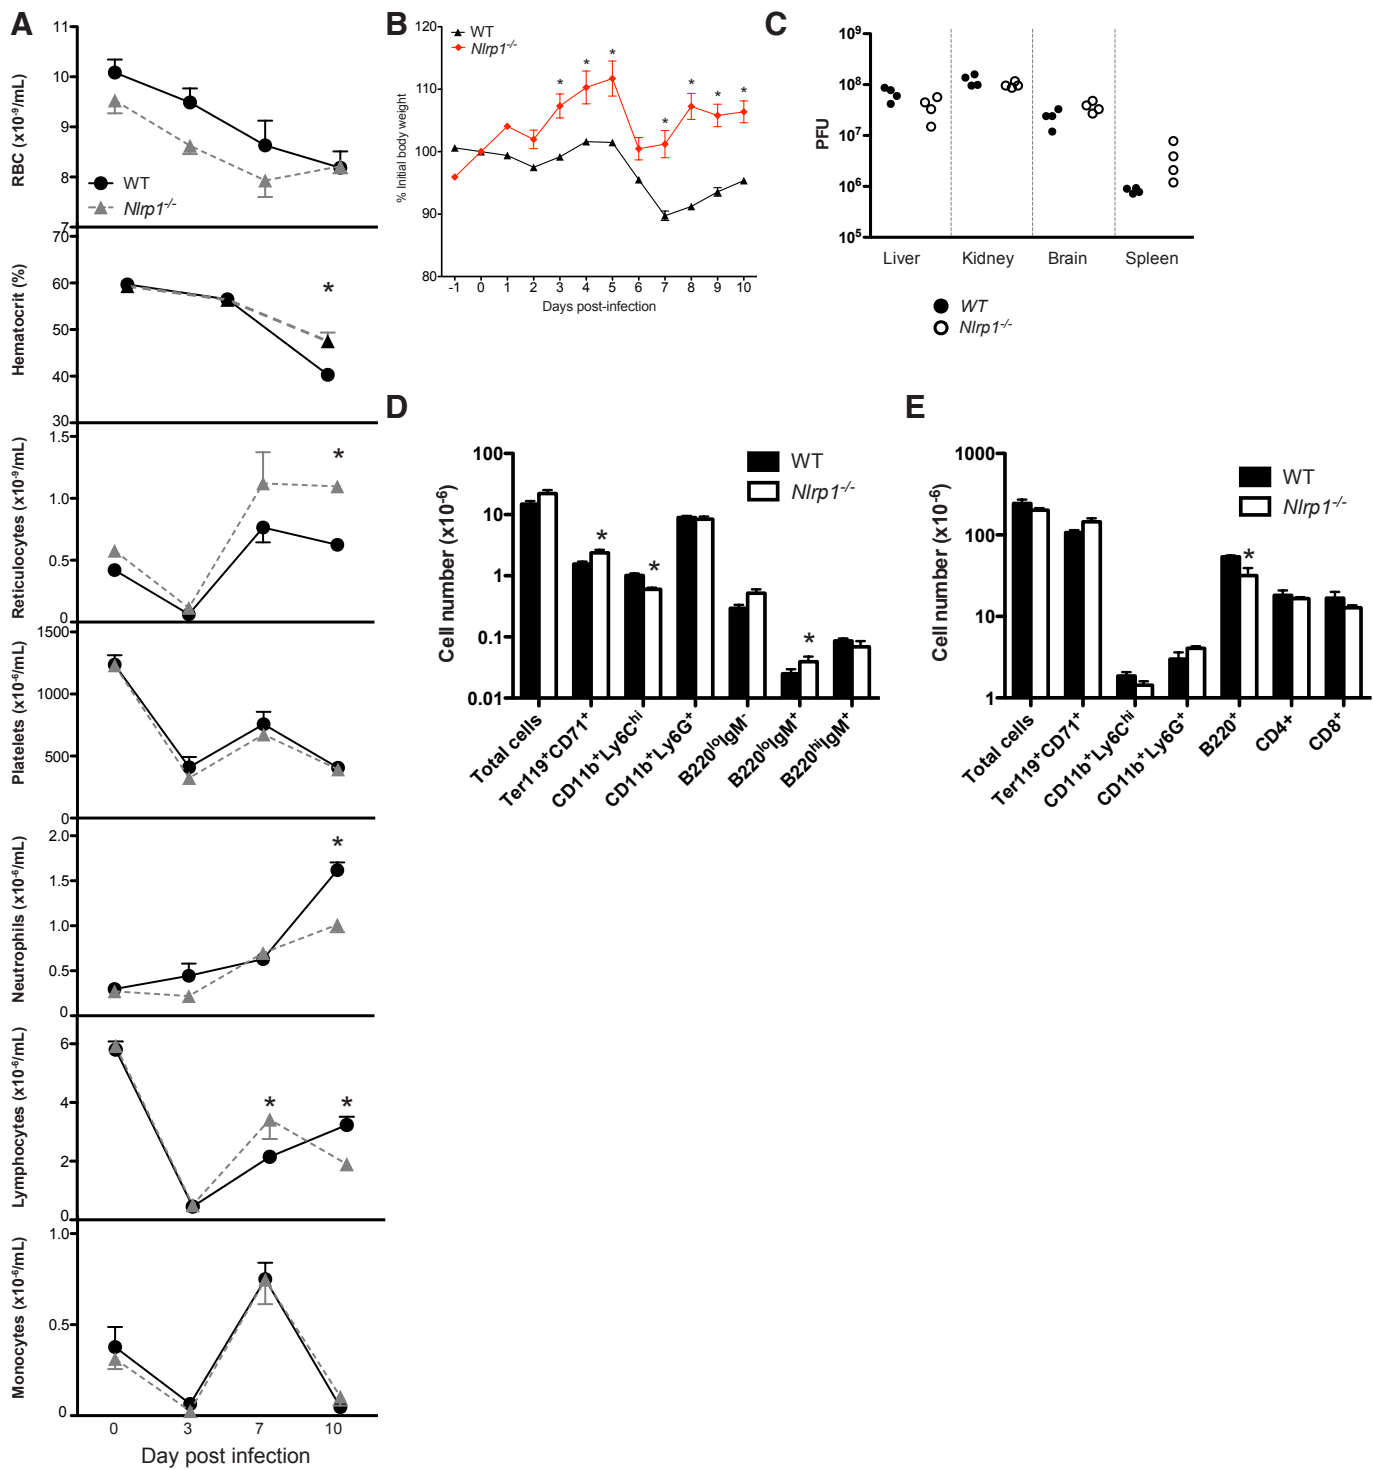 A
11
10
9
8
7
RBC (x10⁻⁹/mL)
WT
Nlrp1⁻/⁻
70
60
50
40
30
Hematocrit (%)
*
1.5
1.0
0.5
0
Reticulocytes (x10⁻⁹/mL)
*
1500
1000
500
0
Platelets (x10⁻⁶/mL)
2.0
1.5
1.0
0.5
0
Neutrophils (x10⁻⁶/mL)
*
6
4
2
0
Lymphocytes (x10⁻⁶/mL)
* *
1.0
0.5
0
Monocytes (x10⁻⁶/mL)
0 3 7 10
Day post infection
B
120
110
100
90
80
% Initial body weight
WT
Nlrp1⁻/⁻
* * * * * * *
-1 0 1 2 3 4 5 6 7 8 9 10
Days post-infection
C
10⁹
10⁸
10⁷
10⁶
10⁵
PFU
Liver Kidney Brain Spleen
WT
Nlrp1⁻/⁻
D
100
10
1
0.1
0.01
Cell number (x10⁻⁶)
WT
Nlrp1⁻/⁻
* * *
Total cells
Ter119⁺CD71⁺
CD11b⁺Ly6Cʰⁱ
CD11b⁺Ly6G⁺
B220ˡᵒIgM⁻
B220ˡᵒIgM⁺
B220ʰⁱIgM⁺
E
1000
100
10
1
Cell number (x10⁻⁶)
WT
Nlrp1⁻/⁻
*
Total cells
Ter119⁺CD71⁺
CD11b⁺Ly6Cʰⁱ
CD11b⁺Ly6G⁺
B220⁺
CD4+
CD8⁺